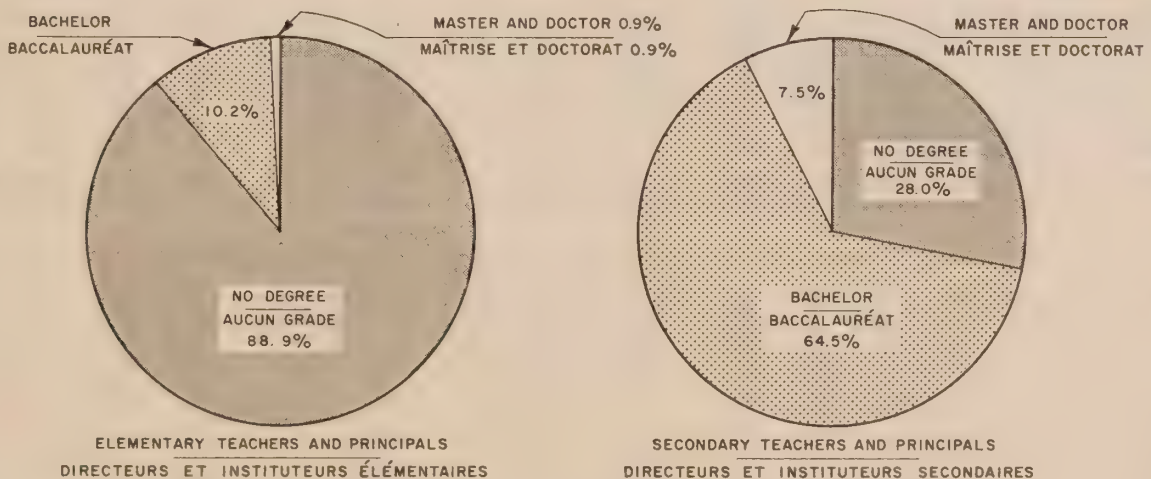 BACHELOR
BACCALAURÉAT
MASTER AND DOCTOR 0.9%
MAÎTRISE ET DOCTORAT 0.9%
10.2%
NO DEGREE
AUCUN GRADE
88.9%
ELEMENTARY TEACHERS AND PRINCIPALS
DIRECTEURS ET INSTITUTEURS ÉLÉMENTAIRES
MASTER AND DOCTOR
MAÎTRISE ET DOCTORAT
7.5%
NO DEGREE
AUCUN GRADE
28.0%
BACHELOR
BACCALAURÉAT
64.5%
SECONDARY TEACHERS AND PRINCIPALS
DIRECTEURS ET INSTITUTEURS SECONDAIRES